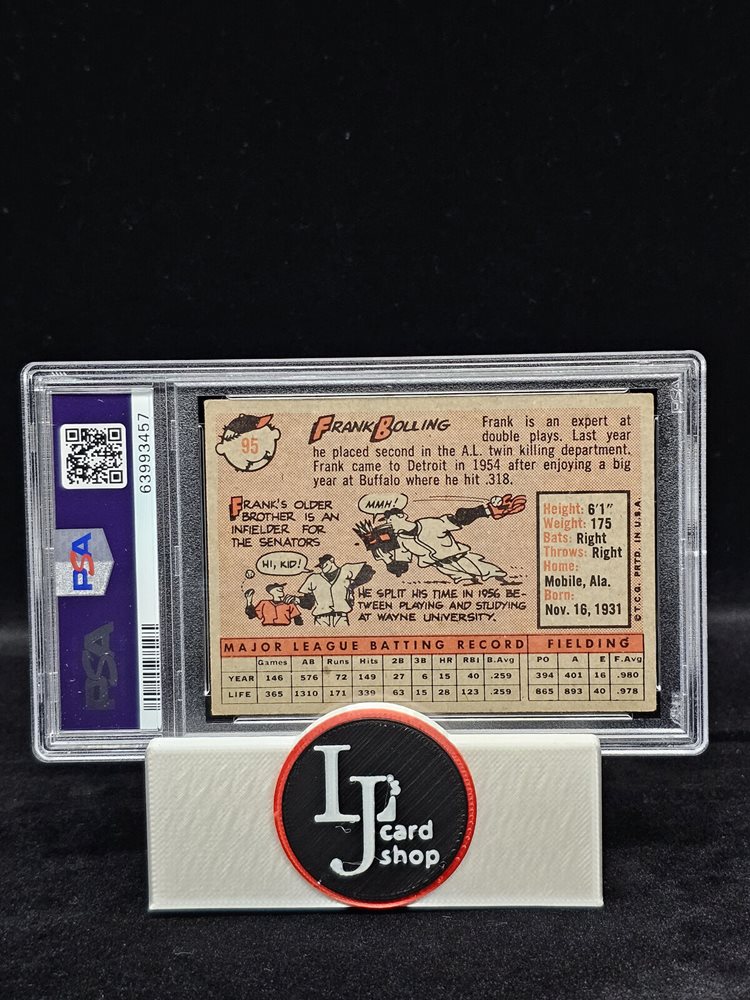 63993457
PSA
PSA
95
FRANK BOLLING
Frank is an expert at
double plays. Last year
he placed second in the A.L. twin killing department.
Frank came to Detroit in 1954 after enjoying a big
year at Buffalo where he hit .318.
FRANK'S OLDER
BROTHER IS AN
INFIELDER FOR
THE SENATORS
HI, KID!
MMH!
HE SPLIT HIS TIME IN 1956 BE-
TWEEN PLAYING AND STUDYING
AT WAYNE UNIVERSITY.
Height: 6'1"
Weight: 175
Bats: Right
Throws: Right
Home:
Mobile, Ala.
Born:
Nov. 16, 1931
© T.C.G. PRTD. IN U.S.A.
MAJOR LEAGUE BATTING RECORD FIELDING
Games AB Runs Hits 2B 3B HR RBI B.Avg PO A E F.Avg
YEAR 146 576 72 149 27 6 15 40 .259 394 401 16 .980
LIFE 365 1310 171 339 63 15 28 123 .259 865 893 40 .978
LJ's
card
shop